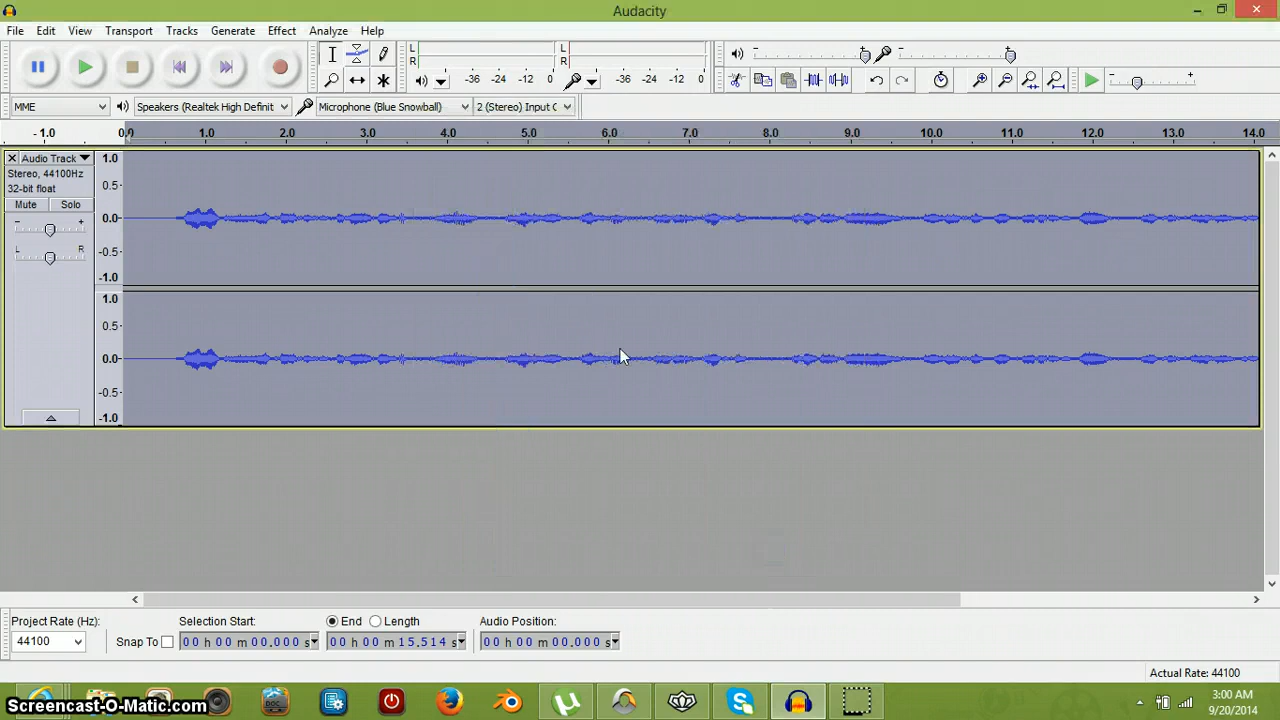 Audacity
File Edit View Transport Tracks Generate Effect Analyze Help
L
R
-36 -24 -12 0
L
R
-36 -24 -12 0
MME Speakers (Realtek High Definit Microphone (Blue Snowball) 2 (Stereo) Input C
-1.0 0.0 1.0 2.0 3.0 4.0 5.0 6.0 7.0 8.0 9.0 10.0 11.0 12.0 13.0 14.0
Audio Track
Stereo, 44100Hz
32-bit float
Mute Solo
- +
L R
1.0
0.5
0.0
-0.5
-1.0
1.0
0.5
0.0
-0.5
-1.0
Project Rate (Hz): Selection Start: End Length Audio Position:
44100 Snap To 00 h 00 m 00.000 s 00 h 00 m 15.514 s 00 h 00 m 00.000 s
Actual Rate: 44100
DOC
Screencast-O-Matic.com
3:00 AM
9/20/2014